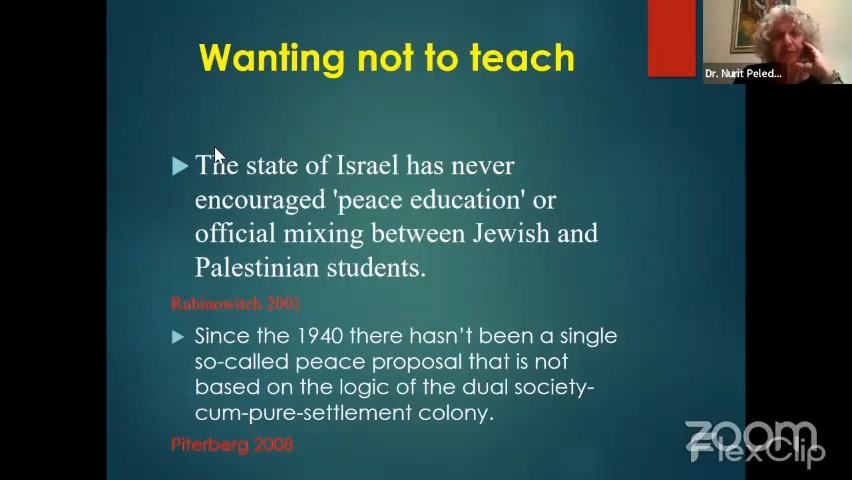 Wanting not to teach
Dr. Nurit Peled...
The state of Israel has never
encouraged 'peace education' or
official mixing between Jewish and
Palestinian students.
Rabinowitch 2001
Since the 1940 there hasn't been a single
so-called peace proposal that is not
based on the logic of the dual society-
cum-pure-settlement colony.
Piterberg 2008
zoom
FlexClip